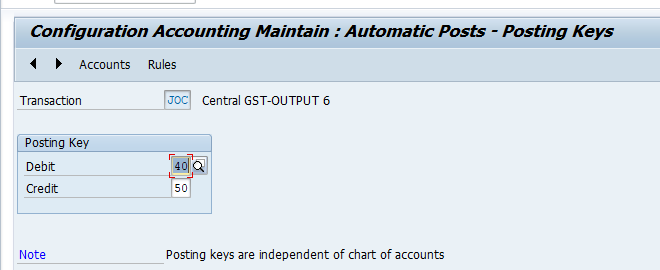 Configuration Accounting Maintain : Automatic Posts - Posting Keys
Accounts Rules
Transaction JOC Central GST-OUTPUT 6
Posting Key
Debit 40
Credit 50
Note Posting keys are independent of chart of accounts